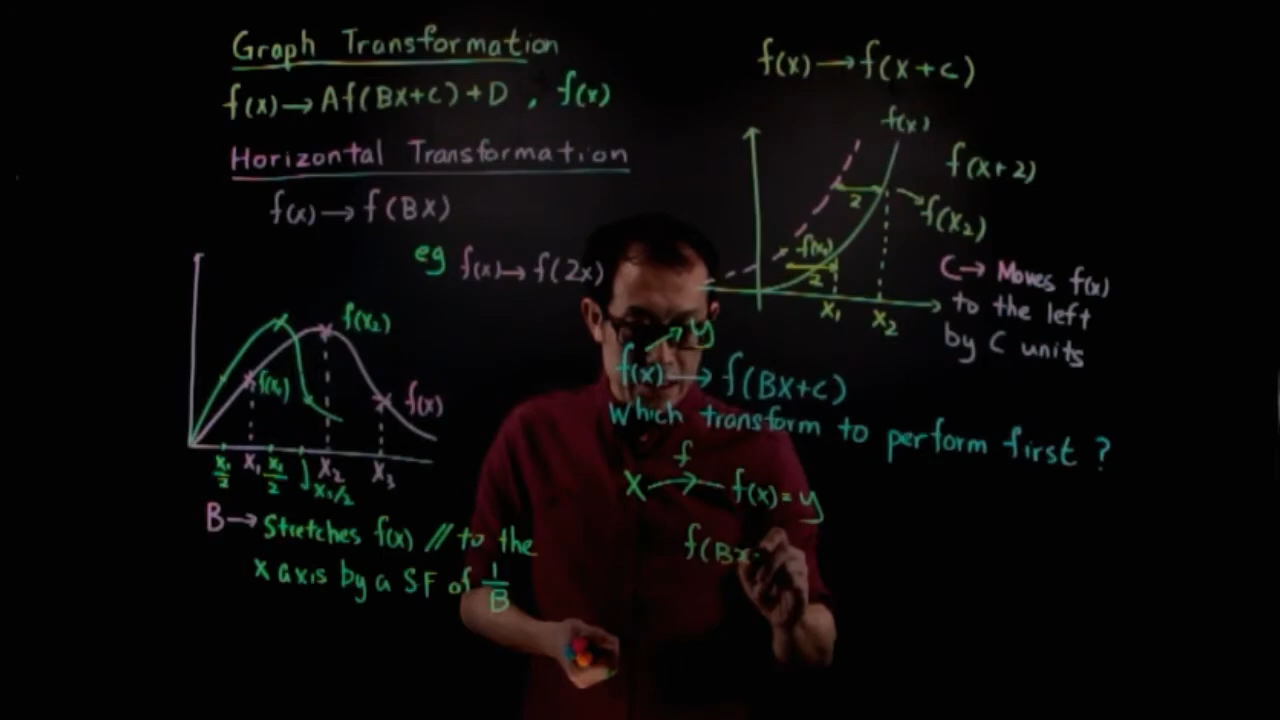 Graph Transformation
f(x) → Af(Bx+C)+D , f(x)
Horizontal Transformation
f(x) → f(Bx)
eg f(x) → f(2x)
f(x₂)
f(x₁)
f(x)
x₁/2 x₁ x₂/2 x₂ x₃
x₃/2
B → Stretches f(x) // to the
x axis by a SF of 1/B
f(x) → f(x+c)
f(x)
f(x+2)
2
f(x₂)
f(x₁)
2
x₁ x₂
C → Moves f(x)
to the left
by C units
y
f(x) → f(Bx+c)
Which transform to perform first ?
f
x → f(x) = y
f(Bx